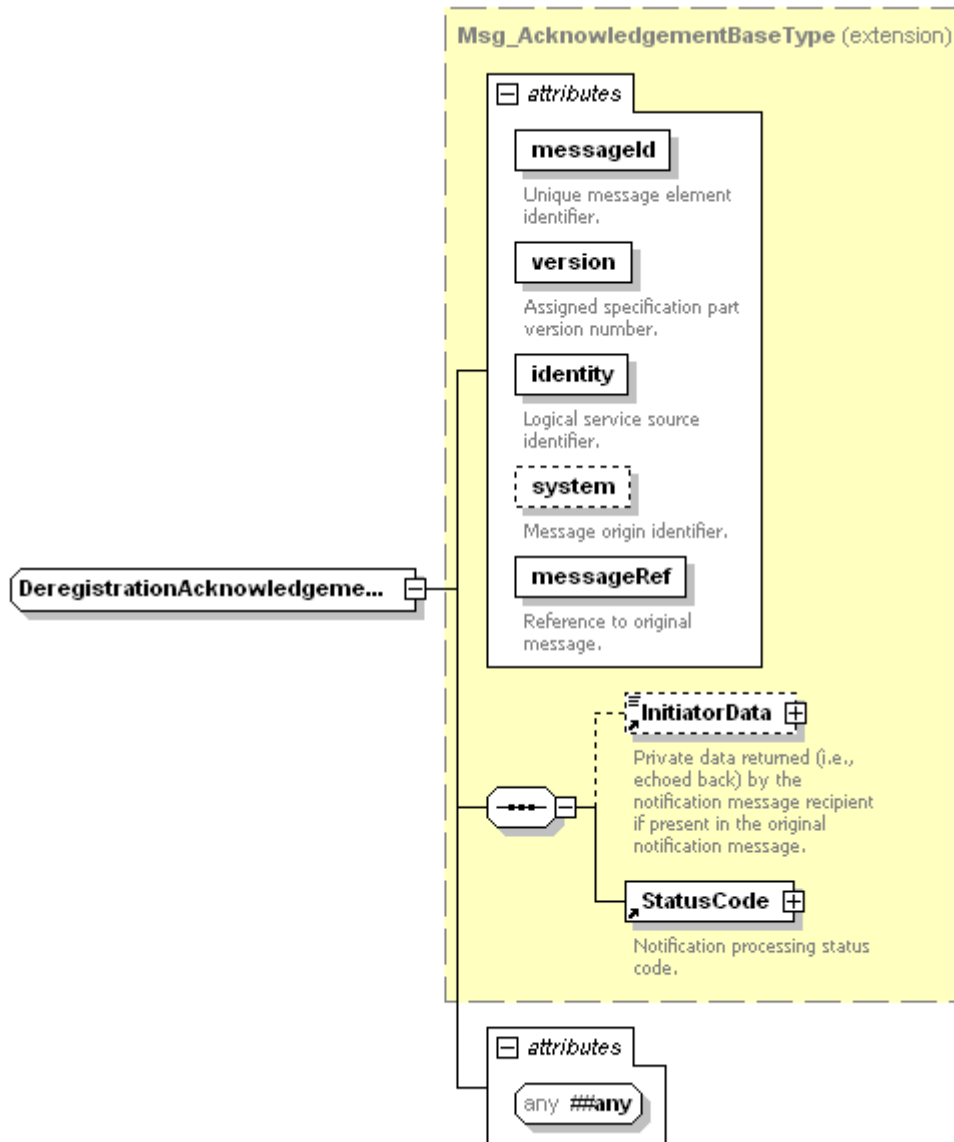 Msg_AcknowledgementBaseType (extension)
attributes
messageId
Unique message element
identifier.
version
Assigned specification part
version number.
identity
Logical service source
identifier.
system
Message origin identifier.
messageRef
Reference to original
message.
DeregistrationAcknowledgeme...
InitiatorData
Private data returned (i.e.,
echoed back) by the
notification message recipient
if present in the original
notification message.
StatusCode
Notification processing status
code.
attributes
any ##any